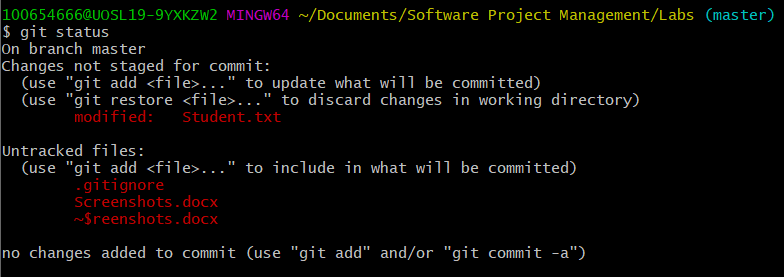 100654666@UOSL19-9YXKZW2 MINGW64 ~/Documents/Software Project Management/Labs (master)
$ git status
On branch master
Changes not staged for commit:
  (use "git add <file>..." to update what will be committed)
  (use "git restore <file>..." to discard changes in working directory)
        modified:   Student.txt

Untracked files:
  (use "git add <file>..." to include in what will be committed)
        .gitignore
        Screenshots.docx
        ~$reenshots.docx

no changes added to commit (use "git add" and/or "git commit -a")